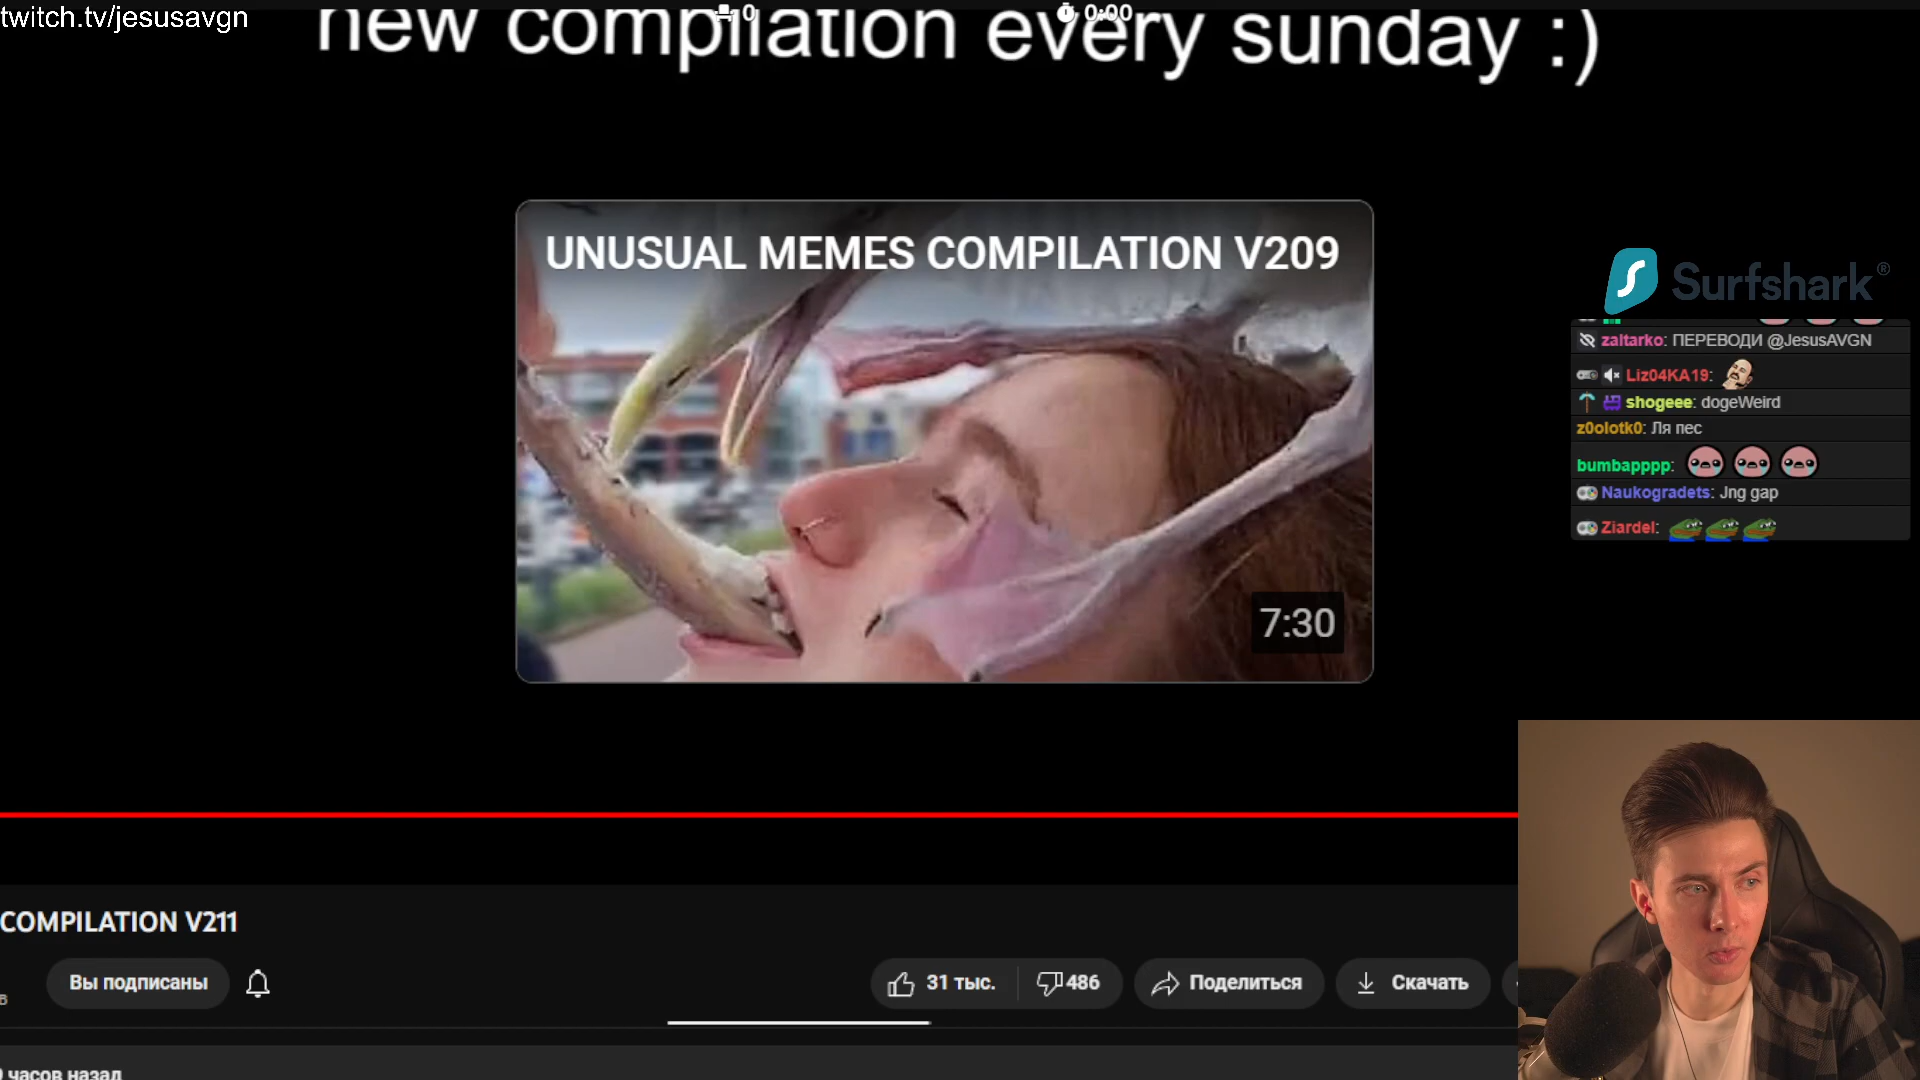 twitch.tv/jesusavgn
0
0:00
new compilation every sunday :)
UNUSUAL MEMES COMPILATION V209
7:30
Surfshark®
zaltarko: ПЕРЕВОДИ @JesusAVGN
Liz04KA19:
shogeee: dogeWeird
z0olotk0: Ля пес
bumbapppp:
Naukogradets: Jng gap
Ziardel:
COMPILATION V211
в
Вы подписаны
31 тыс.
486
Поделиться
Скачать
часов назад